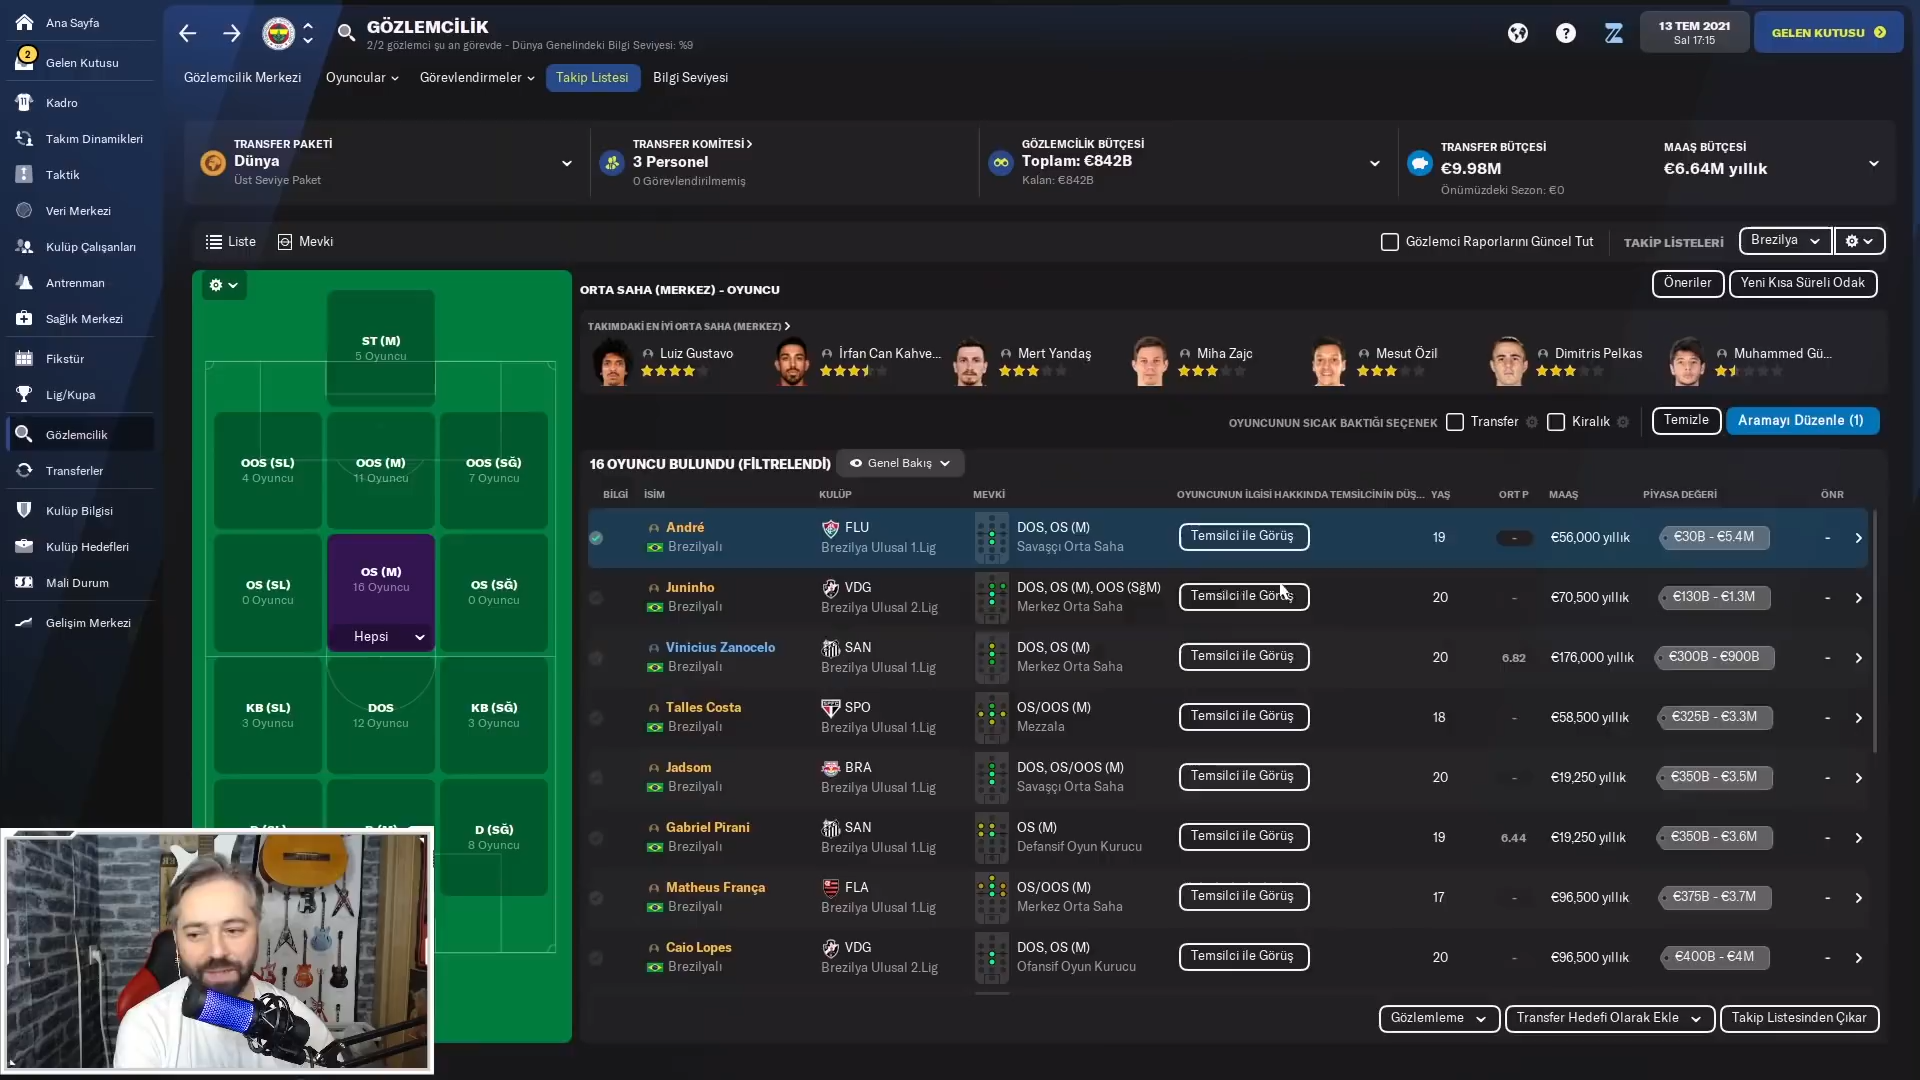 Ana Sayfa
2
Gelen Kutusu
Kadro
Takım Dinamikleri
Taktik
Veri Merkezi
Kulüp Çalışanları
Antrenman
Sağlık Merkezi
Fikstür
Lig/Kupa
Gözlemcilik
Transferler
Kulüp Bilgisi
Kulüp Hedefleri
Mali Durum
Gelişim Merkezi
GÖZLEMCİLİK
2/2 gözlemci şu an görevde - Dünya Genelindeki Bilgi Seviyesi: %9
13 TEM 2021
Sal 17:15
GELEN KUTUSU
Gözlemcilik Merkezi Oyuncular Görevlendirmeler Takip Listesi Bilgi Seviyesi
TRANSFER PAKETİ
Dünya
Üst Seviye Paket
TRANSFER KOMİTESİ
3 Personel
0 Görevlendirilmemiş
GÖZLEMCİLİK BÜTÇESİ
Toplam: €842B
Kalan: €842B
TRANSFER BÜTÇESİ
€9.98M
Önümüzdeki Sezon: €0
MAAŞ BÜTÇESİ
€6.64M yıllık
Liste Mevki
Gözlemci Raporlarını Güncel Tut TAKİP LİSTELERİ Brezilya
ST (M)
5 Oyuncu
OOS (SL)
4 Oyuncu
OOS (M)
11 Oyuncu
OOS (SĞ)
7 Oyuncu
OS (SL)
0 Oyuncu
OS (M)
16 Oyuncu
Hepsi
OS (SĞ)
0 Oyuncu
KB (SL)
3 Oyuncu
DOS
12 Oyuncu
KB (SĞ)
3 Oyuncu
D (SĞ)
8 Oyuncu
ORTA SAHA (MERKEZ) - OYUNCU
Öneriler Yeni Kısa Süreli Odak
TAKIMDAKİ EN İYİ ORTA SAHA (MERKEZ)
Luiz Gustavo İrfan Can Kahve... Mert Yandaş Miha Zajc Mesut Özil Dimitris Pelkas Muhammed Gü...
OYUNCUNUN SICAK BAKTIĞI SEÇENEK Transfer Kiralık Temizle Aramayı Düzenle (1)
16 OYUNCU BULUNDU (FİLTRELENDİ) Genel Bakış
BİLGİ İSİM KULÜP MEVKİ OYUNCUNUN İLGİSİ HAKKINDA TEMSİLCİNİN DÜŞ... YAŞ ORT P MAAŞ PİYASA DEĞERİ ÖNR
André FLU DOS, OS (M) Temsilci ile Görüş 19 - €56,000 yıllık €30B - €5.4M -
Brezilyalı Brezilya Ulusal 1.Lig Savaşçı Orta Saha
Juninho VDG DOS, OS (M), OOS (SğM) Temsilci ile Görüş 20 - €70,500 yıllık €130B - €1.3M -
Brezilyalı Brezilya Ulusal 2.Lig Merkez Orta Saha
Vinicius Zanocelo SAN DOS, OS (M) Temsilci ile Görüş 20 6.82 €176,000 yıllık €300B - €900B -
Brezilyalı Brezilya Ulusal 1.Lig Merkez Orta Saha
Talles Costa SPO OS/OOS (M) Temsilci ile Görüş 18 - €58,500 yıllık €325B - €3.3M -
Brezilyalı Brezilya Ulusal 1.Lig Mezzala
Jadsom BRA DOS, OS/OOS (M) Temsilci ile Görüş 20 - €19,250 yıllık €350B - €3.5M -
Brezilyalı Brezilya Ulusal 1.Lig Savaşçı Orta Saha
Gabriel Pirani SAN OS (M) Temsilci ile Görüş 19 6.44 €19,250 yıllık €350B - €3.6M -
Brezilyalı Brezilya Ulusal 1.Lig Defansif Oyun Kurucu
Matheus França FLA OS/OOS (M) Temsilci ile Görüş 17 - €96,500 yıllık €375B - €3.7M -
Brezilyalı Brezilya Ulusal 1.Lig Merkez Orta Saha
Caio Lopes VDG DOS, OS (M) Temsilci ile Görüş 20 - €96,500 yıllık €400B - €4M -
Brezilyalı Brezilya Ulusal 2.Lig Ofansif Oyun Kurucu
Gözlemleme Transfer Hedefi Olarak Ekle Takip Listesinden Çıkar